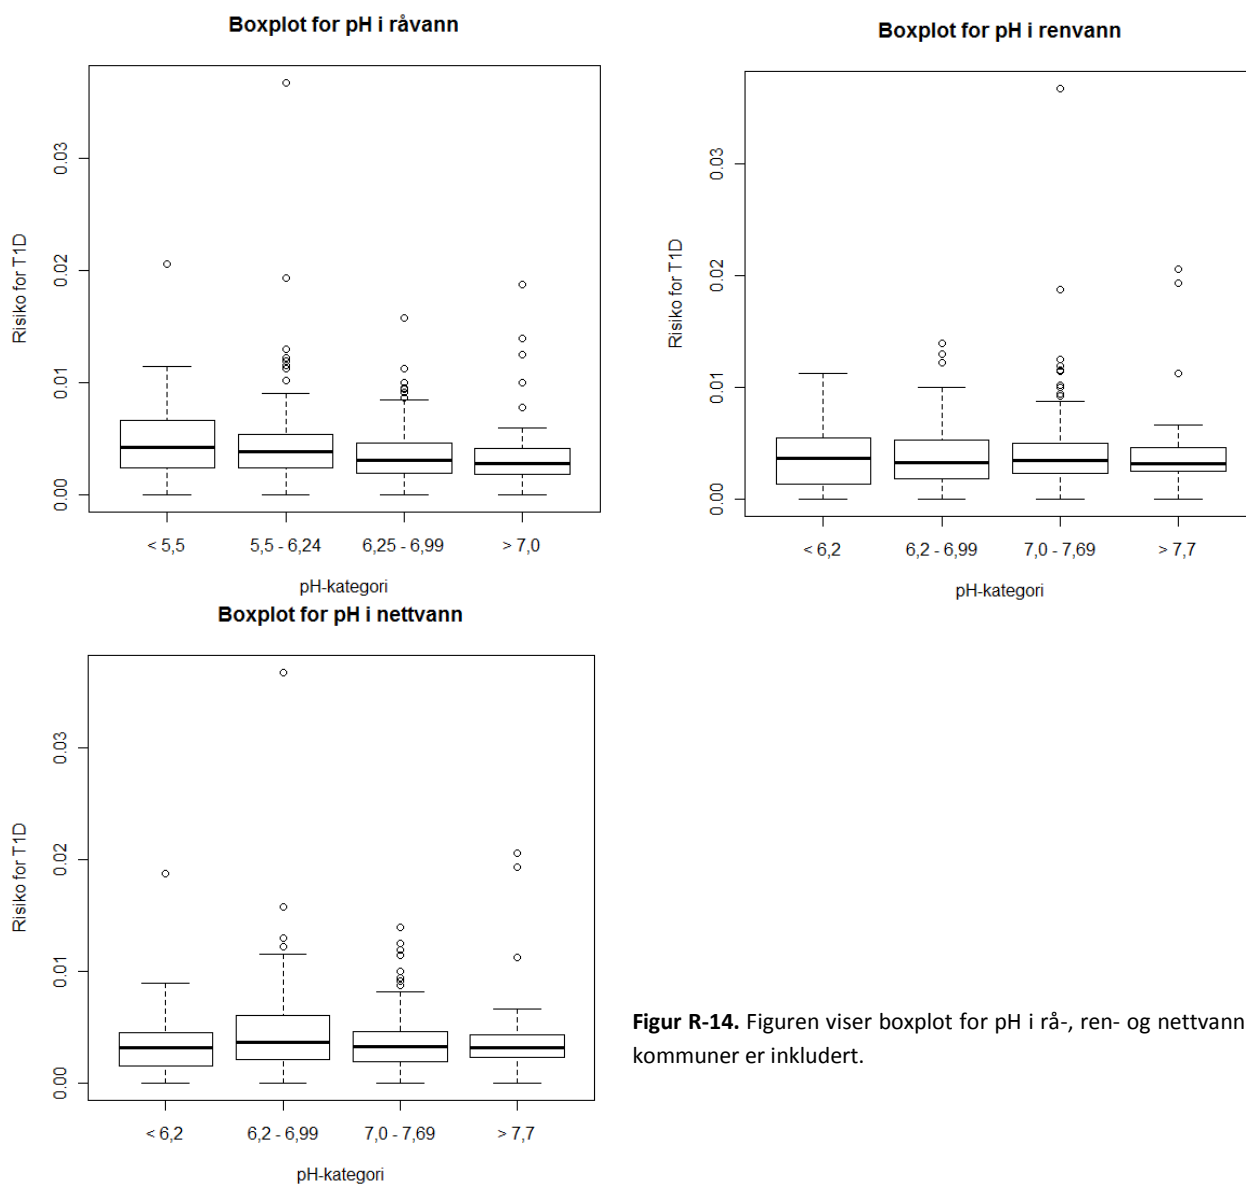 Boxplot for pH i råvann
Risiko for T1D
0.00
0.01
0.02
0.03
< 5,5
5,5 - 6,24
6,25 - 6,99
> 7,0
pH-kategori
Boxplot for pH i renvann
Risiko for T1D
0.00
0.01
0.02
0.03
< 6,2
6,2 - 6,99
7,0 - 7,69
> 7,7
pH-kategori
Boxplot for pH i nettvann
Risiko for T1D
0.00
0.01
0.02
0.03
< 6,2
6,2 - 6,99
7,0 - 7,69
> 7,7
pH-kategori
Figur R-14. Figuren viser boxplot for pH i rå-, ren- og nettvann
kommuner er inkludert.